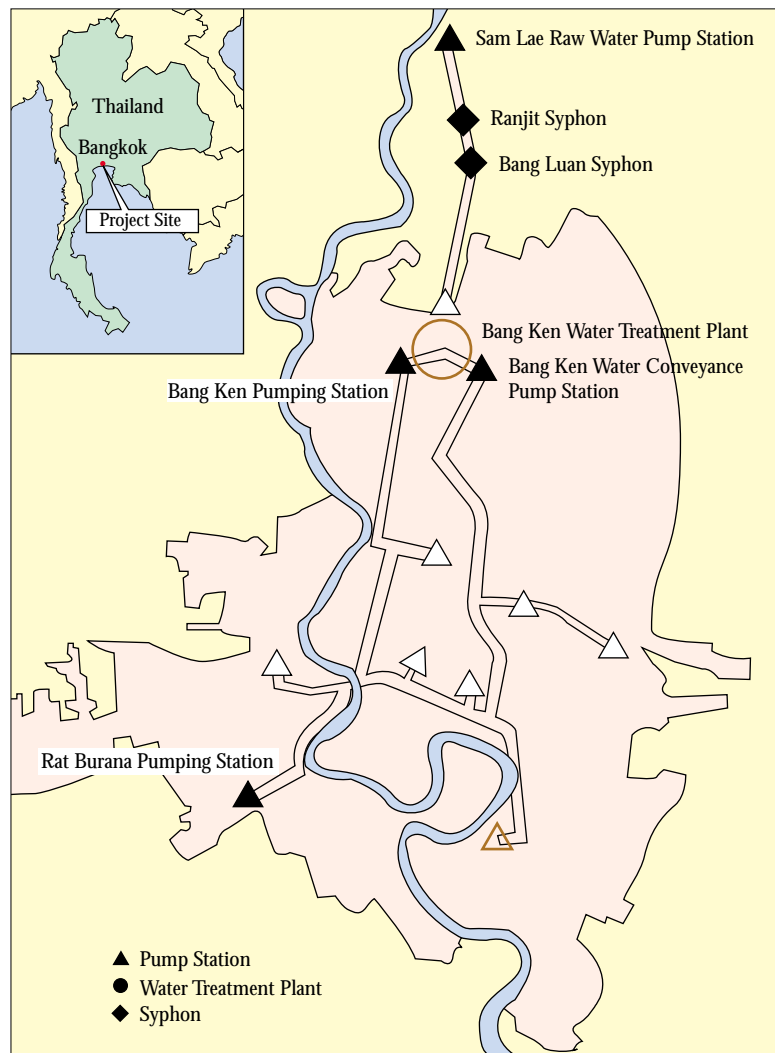 Thailand
Bangkok
Project Site
Sam Lae Raw Water Pump Station
Ranjit Syphon
Bang Luan Syphon
Bang Ken Water Treatment Plant
Bang Ken Water Conveyance
Pump Station
Bang Ken Pumping Station
Rat Burana Pumping Station
Pump Station
Water Treatment Plant
Syphon